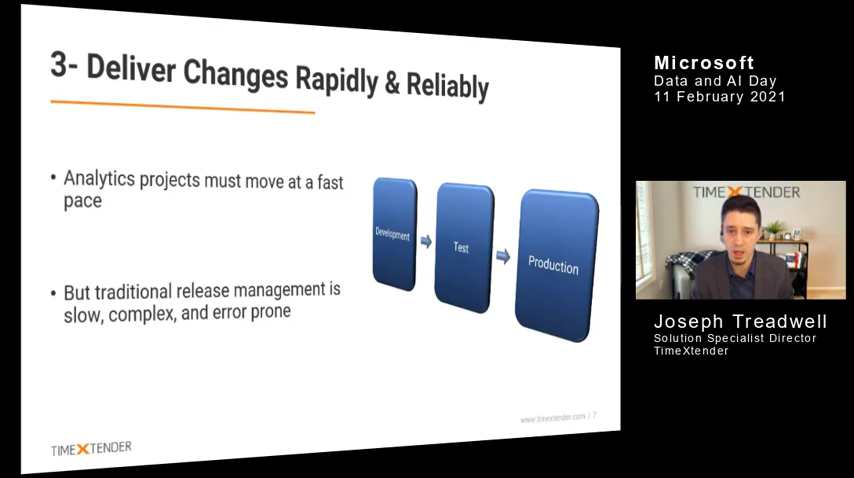 3- Deliver Changes Rapidly & Reliably
• Analytics projects must move at a fast
pace
• But traditional release management is
slow, complex, and error prone
Development
Test
Production
www.timextender.com | 7
TIMEXTENDER
Microsoft
Data and AI Day
11 February 2021
TIMEXTENDER
Joseph Treadwell
Solution Specialist Director
TimeXtender